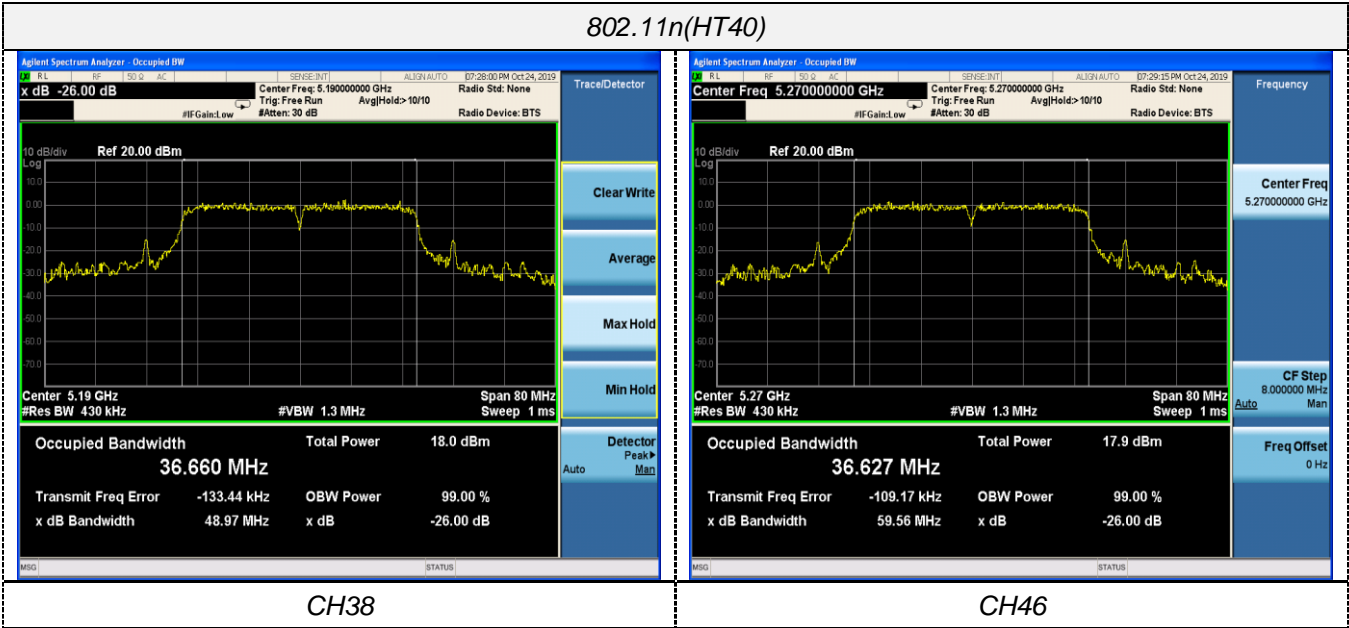 802.11n(HT40)
Agilent Spectrum Analyzer - Occupied BW
RL RF 50 Ω AC SENSE:INT ALIGN AUTO 07:28:00 PM Oct 24, 2019
x dB -26.00 dB
Center Freq: 5.190000000 GHz
Radio Std: None
Trig: Free Run Avg|Hold:> 10/10
#IFGain:Low #Atten: 30 dB Radio Device: BTS
Trace/Detector
10 dB/div Ref 20.00 dBm
Log
10.0
0.00
-10.0
-20.0
-30.0
-40.0
-50.0
-60.0
-70.0
Center 5.19 GHz Span 80 MHz
#Res BW 430 kHz #VBW 1.3 MHz Sweep 1 ms
Clear Write
Average
Max Hold
Min Hold
Detector
Peak▶
Auto Man
Occupied Bandwidth Total Power 18.0 dBm
36.660 MHz
Transmit Freq Error -133.44 kHz OBW Power 99.00 %
x dB Bandwidth 48.97 MHz x dB -26.00 dB
MSG STATUS
CH38
Agilent Spectrum Analyzer - Occupied BW
RL RF 50 Ω AC SENSE:INT ALIGN AUTO 07:29:15 PM Oct 24, 2019
Center Freq 5.270000000 GHz
Center Freq: 5.270000000 GHz
Radio Std: None
Trig: Free Run Avg|Hold:> 10/10
#IFGain:Low #Atten: 30 dB Radio Device: BTS
Frequency
10 dB/div Ref 20.00 dBm
Log
10.0
0.00
-10.0
-20.0
-30.0
-40.0
-50.0
-60.0
-70.0
Center 5.27 GHz Span 80 MHz
#Res BW 430 kHz #VBW 1.3 MHz Sweep 1 ms
Center Freq
5.270000000 GHz
CF Step
8.000000 MHz
Auto Man
Freq Offset
0 Hz
Occupied Bandwidth Total Power 17.9 dBm
36.627 MHz
Transmit Freq Error -109.17 kHz OBW Power 99.00 %
x dB Bandwidth 59.56 MHz x dB -26.00 dB
MSG STATUS
CH46